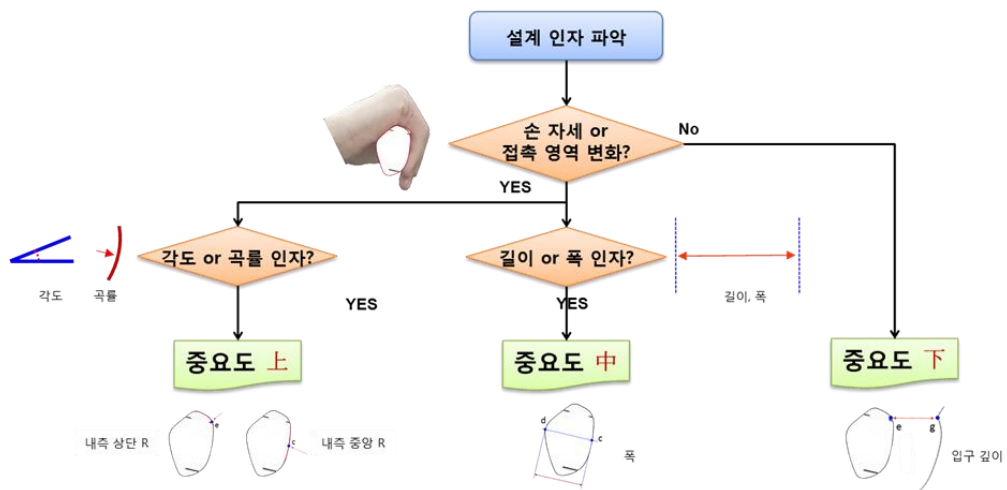 설계 인자 파악
손 자세 or
접촉 영역 변화?
No
YES
각도 or 곡률 인자?
길이 or 폭 인자?
각도
곡률
길이, 폭
YES
YES
중요도 上
중요도 中
중요도 下
내측 상단 R
e
c
내측 중앙 R
d
c
폭
e
g
입구 깊이